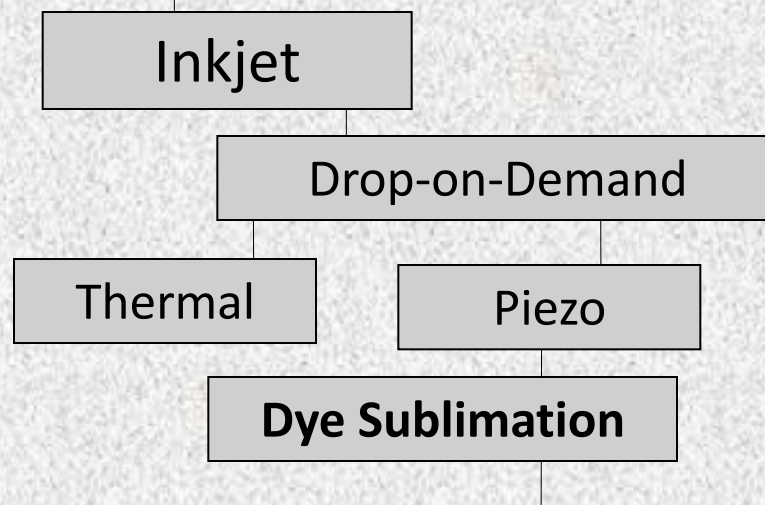 Inkjet
Drop-on-Demand
Thermal
Piezo
Dye Sublimation